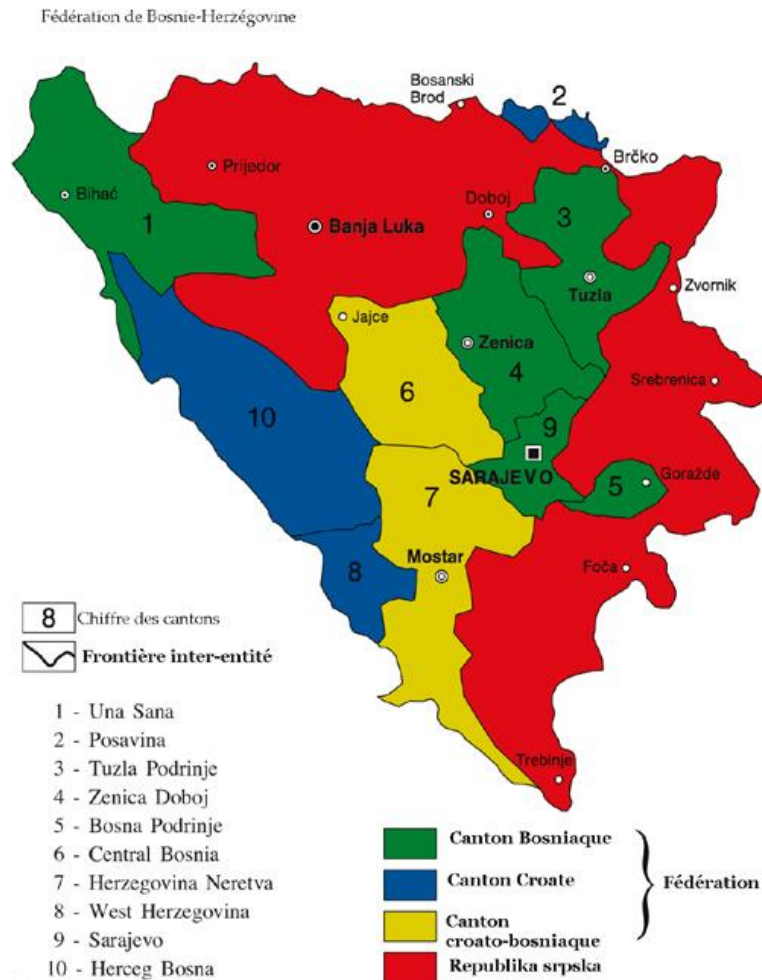 Fédération de Bosnie-Herzégovine
Bosanski
Brod
2
Brčko
Prijedor
Bihać
Doboj
3
1
Banja Luka
Tuzla
Zvornik
Jajce
Zenica
4
Srebrenica
6
9
10
SARAJEVO
5
Goražde
7
Mostar
8
Foča
Trebinje
8 Chiffre des cantons
Frontière inter-entité
1 - Una Sana
2 - Posavina
3 - Tuzla Podrinje
4 - Zenica Doboj
5 - Bosna Podrinje
6 - Central Bosnia
7 - Herzegovina Neretva
8 - West Herzegovina
9 - Sarajevo
10 - Herceg Bosna
Canton Bosniaque
Canton Croate
Canton
croato-bosniaque
Fédération
Republika srpska